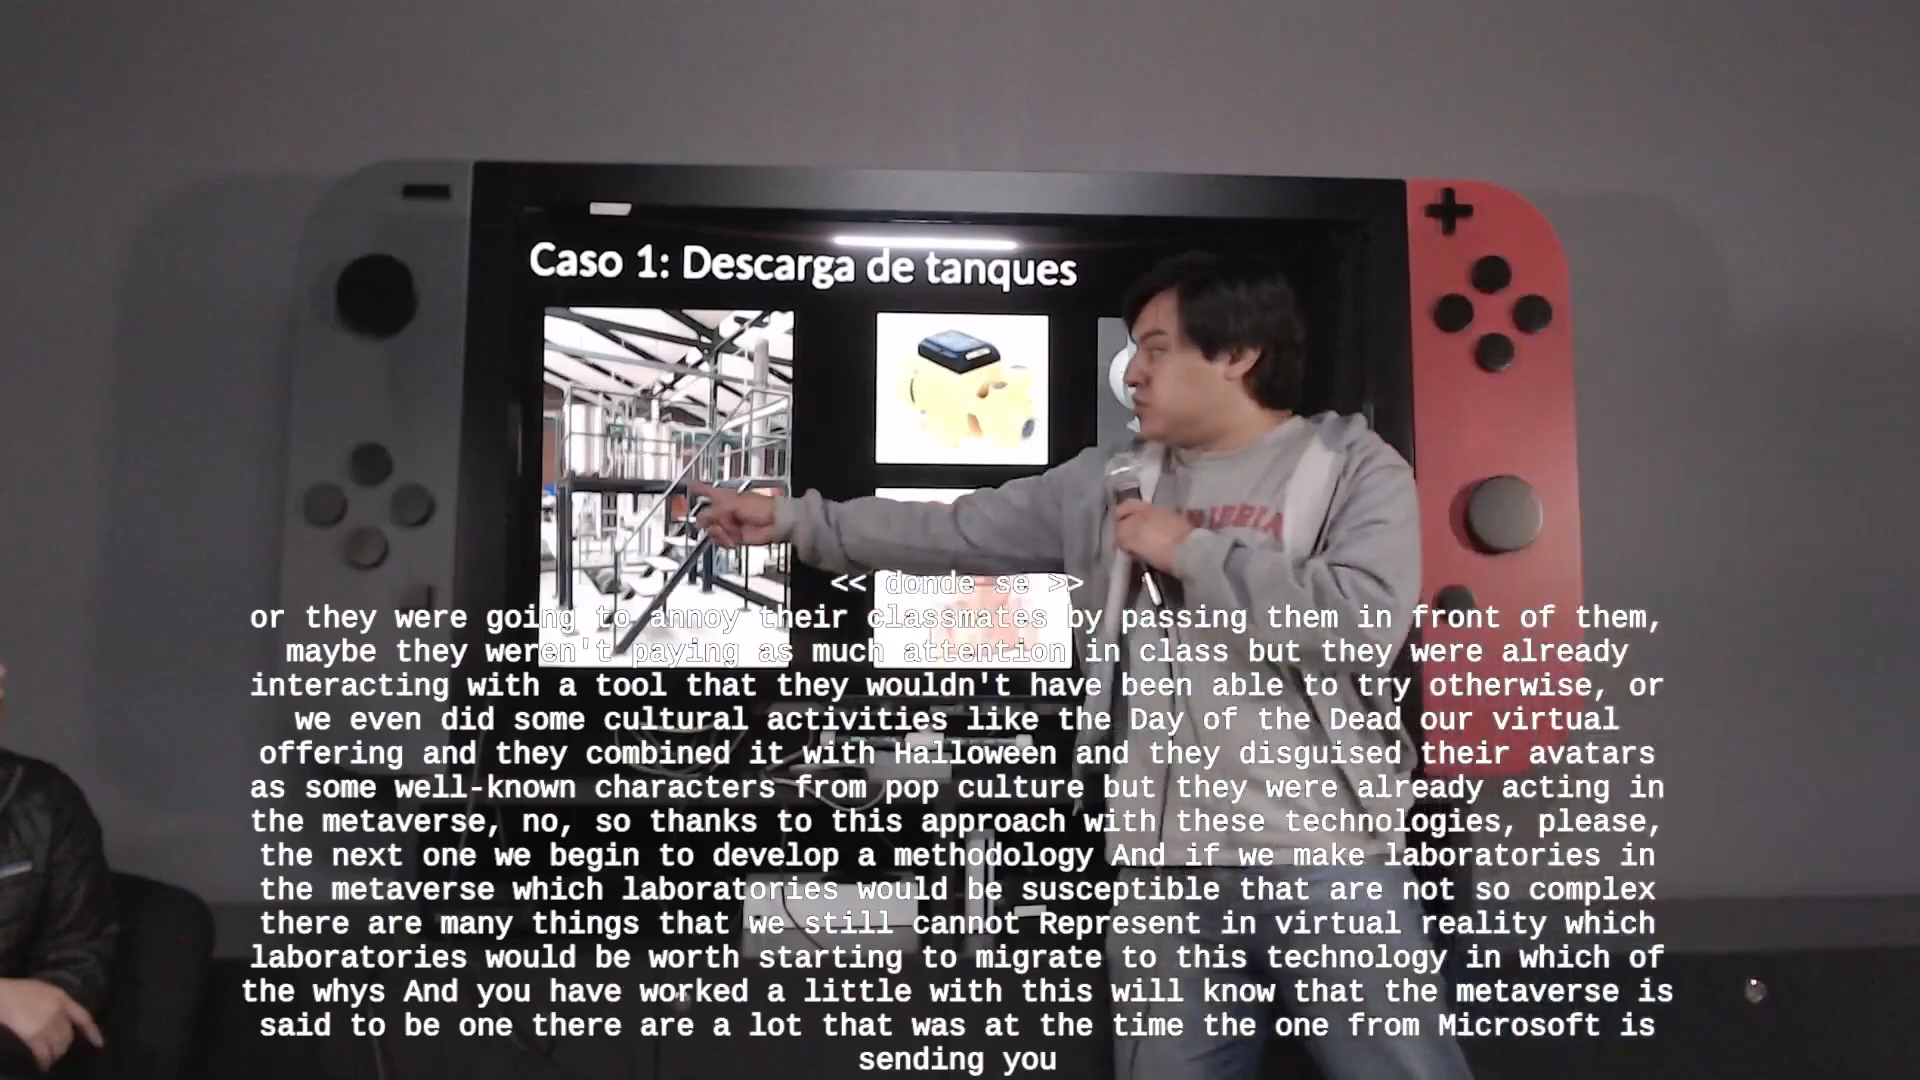 Caso 1: Descarga de tanques
<< donde se >>
or they were going to annoy their classmates by passing them in front of them,
maybe they weren't paying as much attention in class but they were already
interacting with a tool that they wouldn't have been able to try otherwise, or
we even did some cultural activities like the Day of the Dead our virtual
offering and they combined it with Halloween and they disguised their avatars
as some well-known characters from pop culture but they were already acting in
the metaverse, no, so thanks to this approach with these technologies, please,
the next one we begin to develop a methodology And if we make laboratories in
the metaverse which laboratories would be susceptible that are not so complex
there are many things that we still cannot Represent in virtual reality which
laboratories would be worth starting to migrate to this technology in which of
the whys And you have worked a little with this will know that the metaverse is
said to be one there are a lot that was at the time the one from Microsoft is
sending you